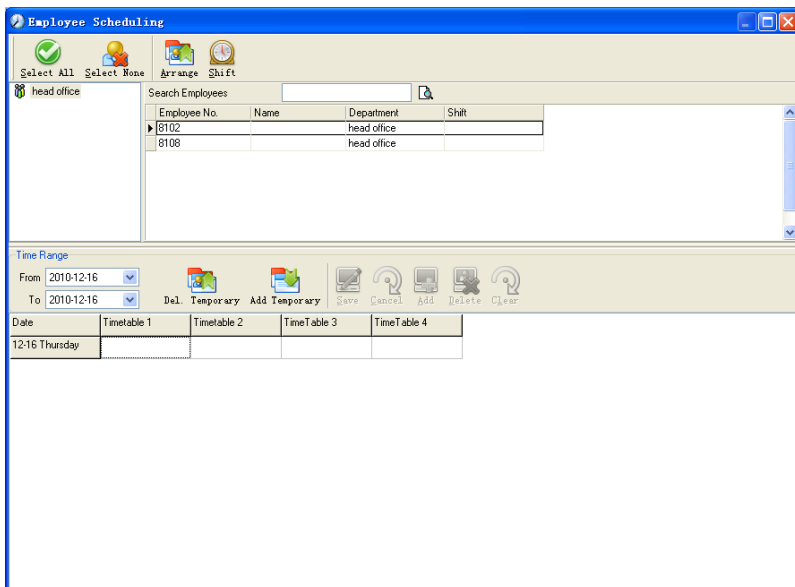 Employee Scheduling
Select All Select None Arrange Shift
head office
Search Employees
Employee No. Name Department Shift
8102 head office
8108 head office
Time Range
From 2010-12-16
To 2010-12-16
Del. Temporary Add Temporary Save Cancel Add Delete Clear
Date Timetable 1 Timetable 2 TimeTable 3 TimeTable 4
12-16 Thursday